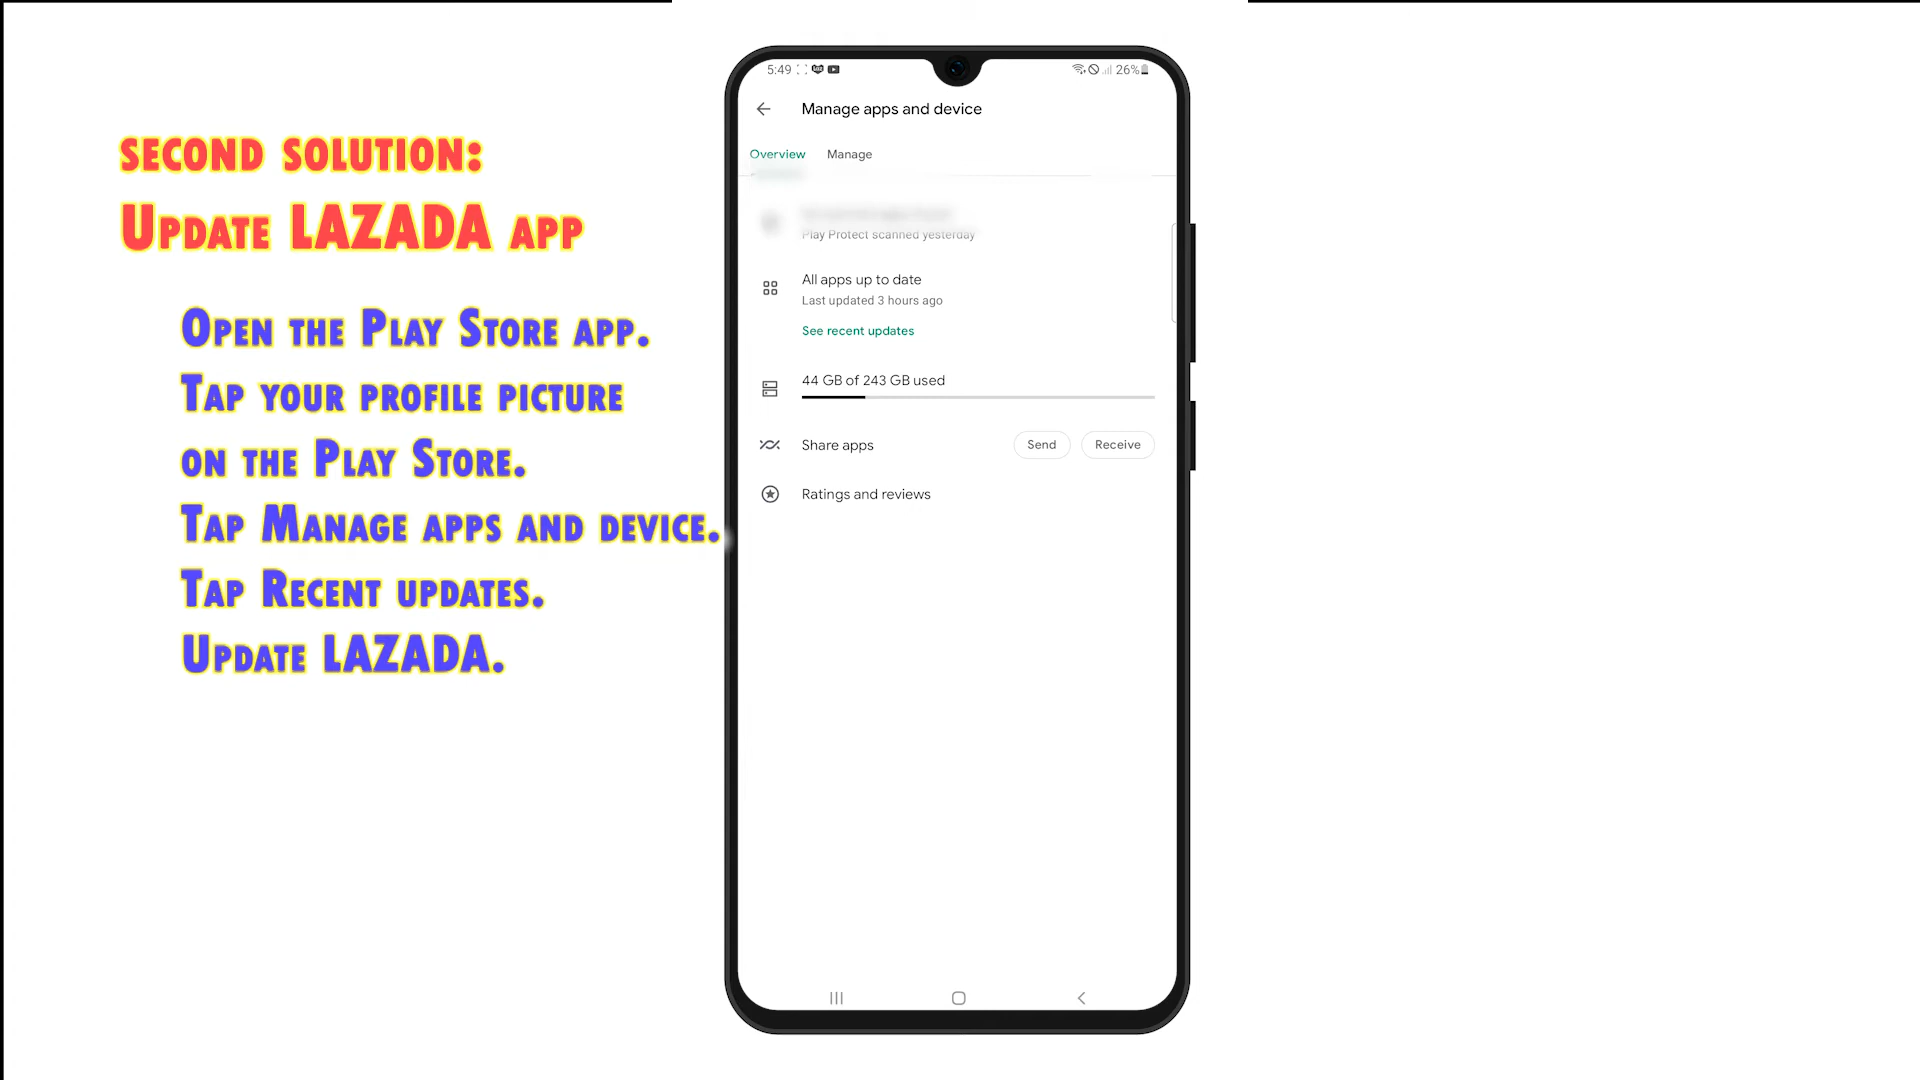 SECOND SOLUTION:
UPDATE LAZADA APP
OPEN THE PLAY STORE APP.
TAP YOUR PROFILE PICTURE
ON THE PLAY STORE.
TAP MANAGE APPS AND DEVICE.
TAP RECENT UPDATES.
UPDATE LAZADA.
5:49
26%
Manage apps and device
Overview Manage
Play Protect scanned yesterday
All apps up to date
Last updated 3 hours ago
See recent updates
44 GB of 243 GB used
Share apps Send Receive
Ratings and reviews